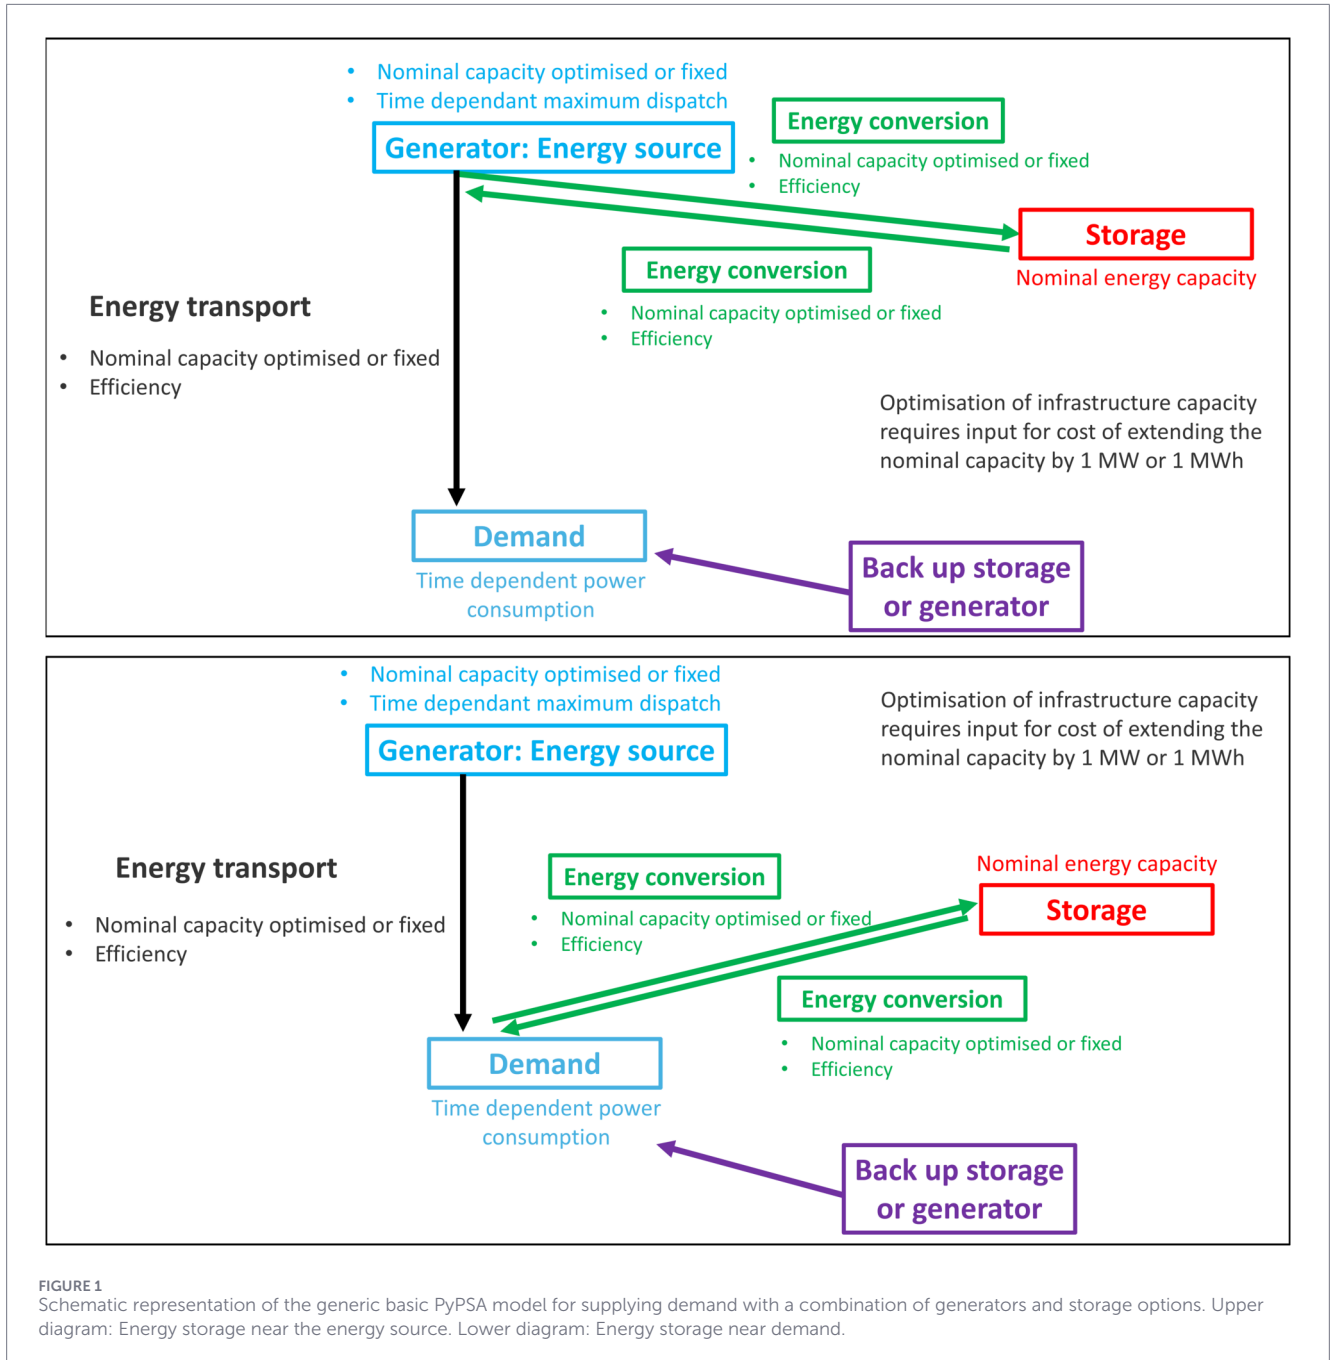 • Nominal capacity optimised or fixed
• Time dependant maximum dispatch
Generator: Energy source
Energy conversion
• Nominal capacity optimised or fixed
• Efficiency
Storage
Nominal energy capacity
Energy conversion
• Nominal capacity optimised or fixed
• Efficiency
Energy transport
• Nominal capacity optimised or fixed
• Efficiency
Optimisation of infrastructure capacity
requires input for cost of extending the
nominal capacity by 1 MW or 1 MWh
Demand
Time dependent power
consumption
Back up storage
or generator
• Nominal capacity optimised or fixed
• Time dependant maximum dispatch
Generator: Energy source
Optimisation of infrastructure capacity
requires input for cost of extending the
nominal capacity by 1 MW or 1 MWh
Energy transport
• Nominal capacity optimised or fixed
• Efficiency
Energy conversion
• Nominal capacity optimised or fixed
• Efficiency
Nominal energy capacity
Storage
Energy conversion
• Nominal capacity optimised or fixed
• Efficiency
Demand
Time dependent power
consumption
Back up storage
or generator
FIGURE 1
Schematic representation of the generic basic PyPSA model for supplying demand with a combination of generators and storage options. Upper
diagram: Energy storage near the energy source. Lower diagram: Energy storage near demand.